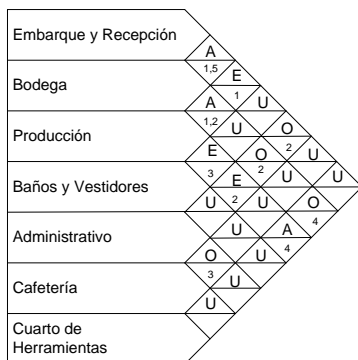 Embarque y Recepción
A
1,5 E
Bodega
A 1 U
1,2 U O
Producción
E O 2 U
3 E 2 U U
Baños y Vestidores
U 2 U O
U A 4
Administrativo
O U 4
3 U
Cafetería
U
Cuarto de
Herramientas